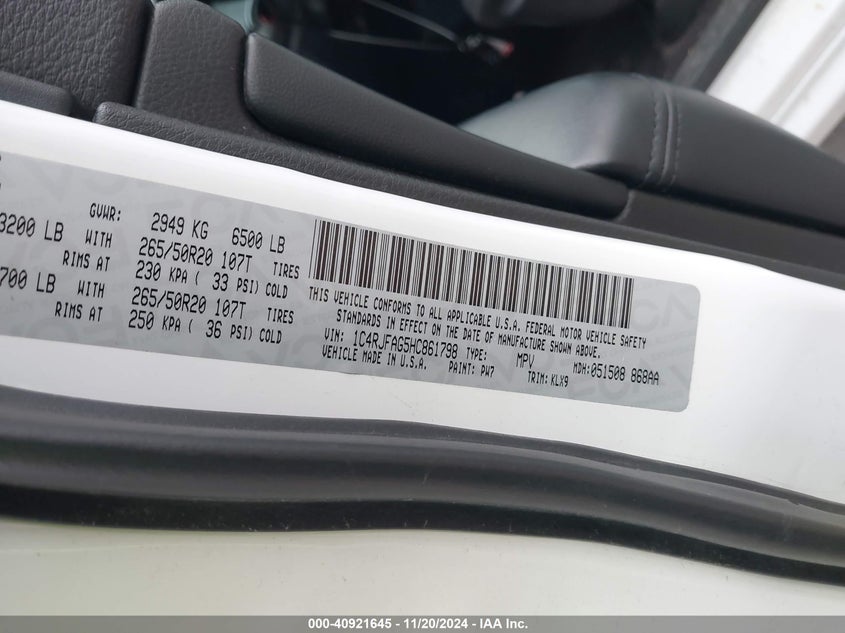 GVWR: 2949 KG 6500 LB
3200 LB WITH 265/50R20 107T TIRES
RIMS AT 230 KPA ( 33 PSI) COLD
700 LB WITH 265/50R20 107T TIRES
RIMS AT 250 KPA ( 36 PSI) COLD
THIS VEHICLE CONFORMS TO ALL APPLICABLE U.S.A. FEDERAL MOTOR VEHICLE SAFETY
STANDARDS IN EFFECT ON THE DATE OF MANUFACTURE SHOWN ABOVE.
VIN: 1C4RJFAG5HC861798 TYPE: MPV MDH:051508 868AA
VEHICLE MADE IN U.S.A. PAINT: PW7 TRIM: KLX9
000-40921645 - 11/20/2024 - IAA Inc.